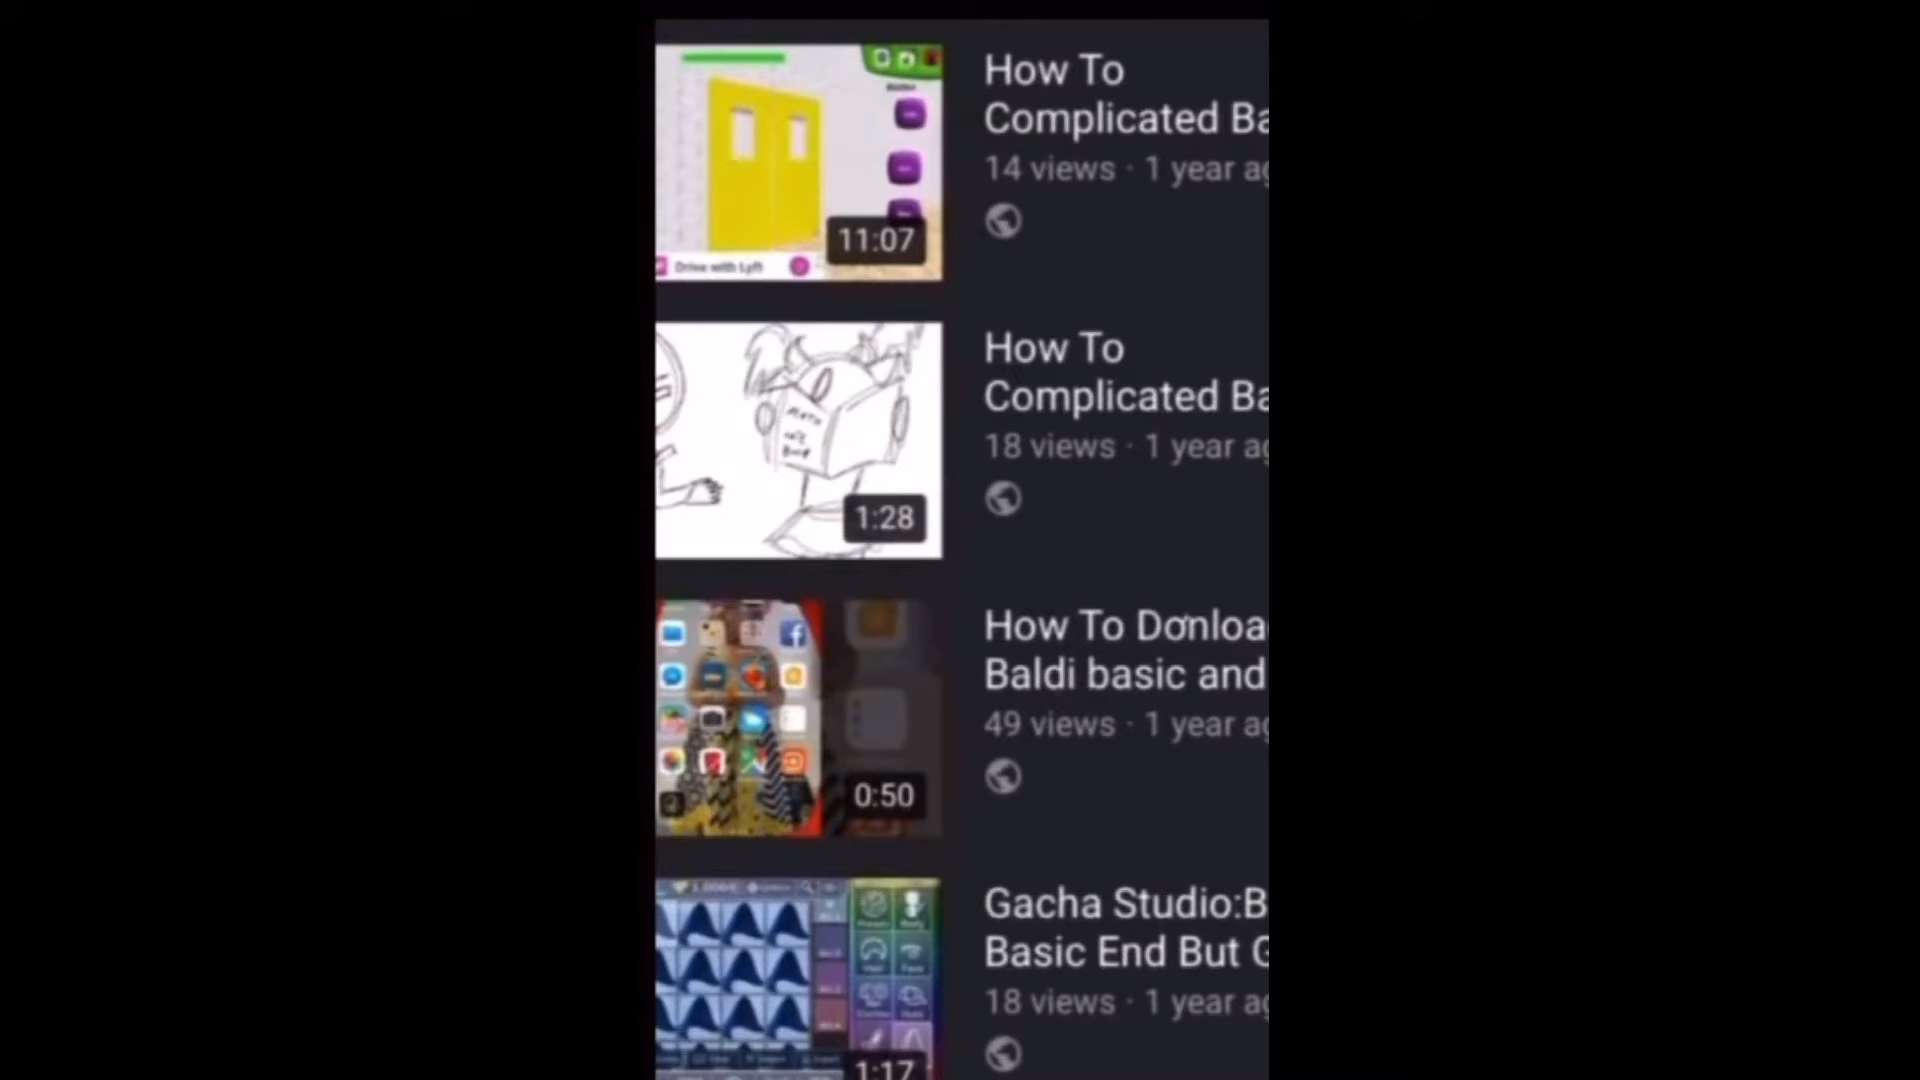 How To
Complicated Ba
14 views · 1 year ag
11:07
Drive with Lyft
How To
Complicated Ba
18 views · 1 year ag
1:28
How To Dơnloa
Baldi basic and
49 views · 1 year ag
0:50
Gacha Studio:B
Basic End But G
18 views · 1 year ag
1:17